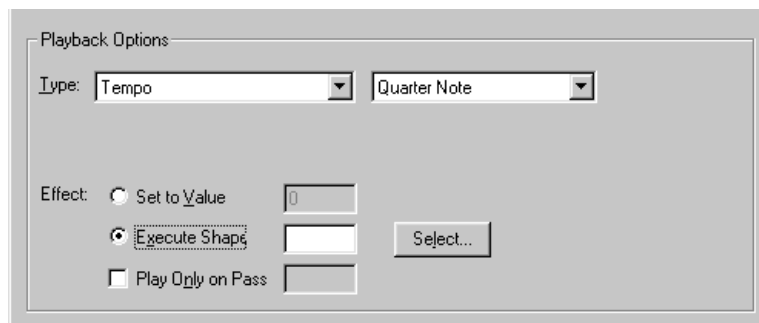 Playback Options
Type: Tempo Quarter Note
Effect: Set to Value 0
Execute Shape Select...
Play Only on Pass